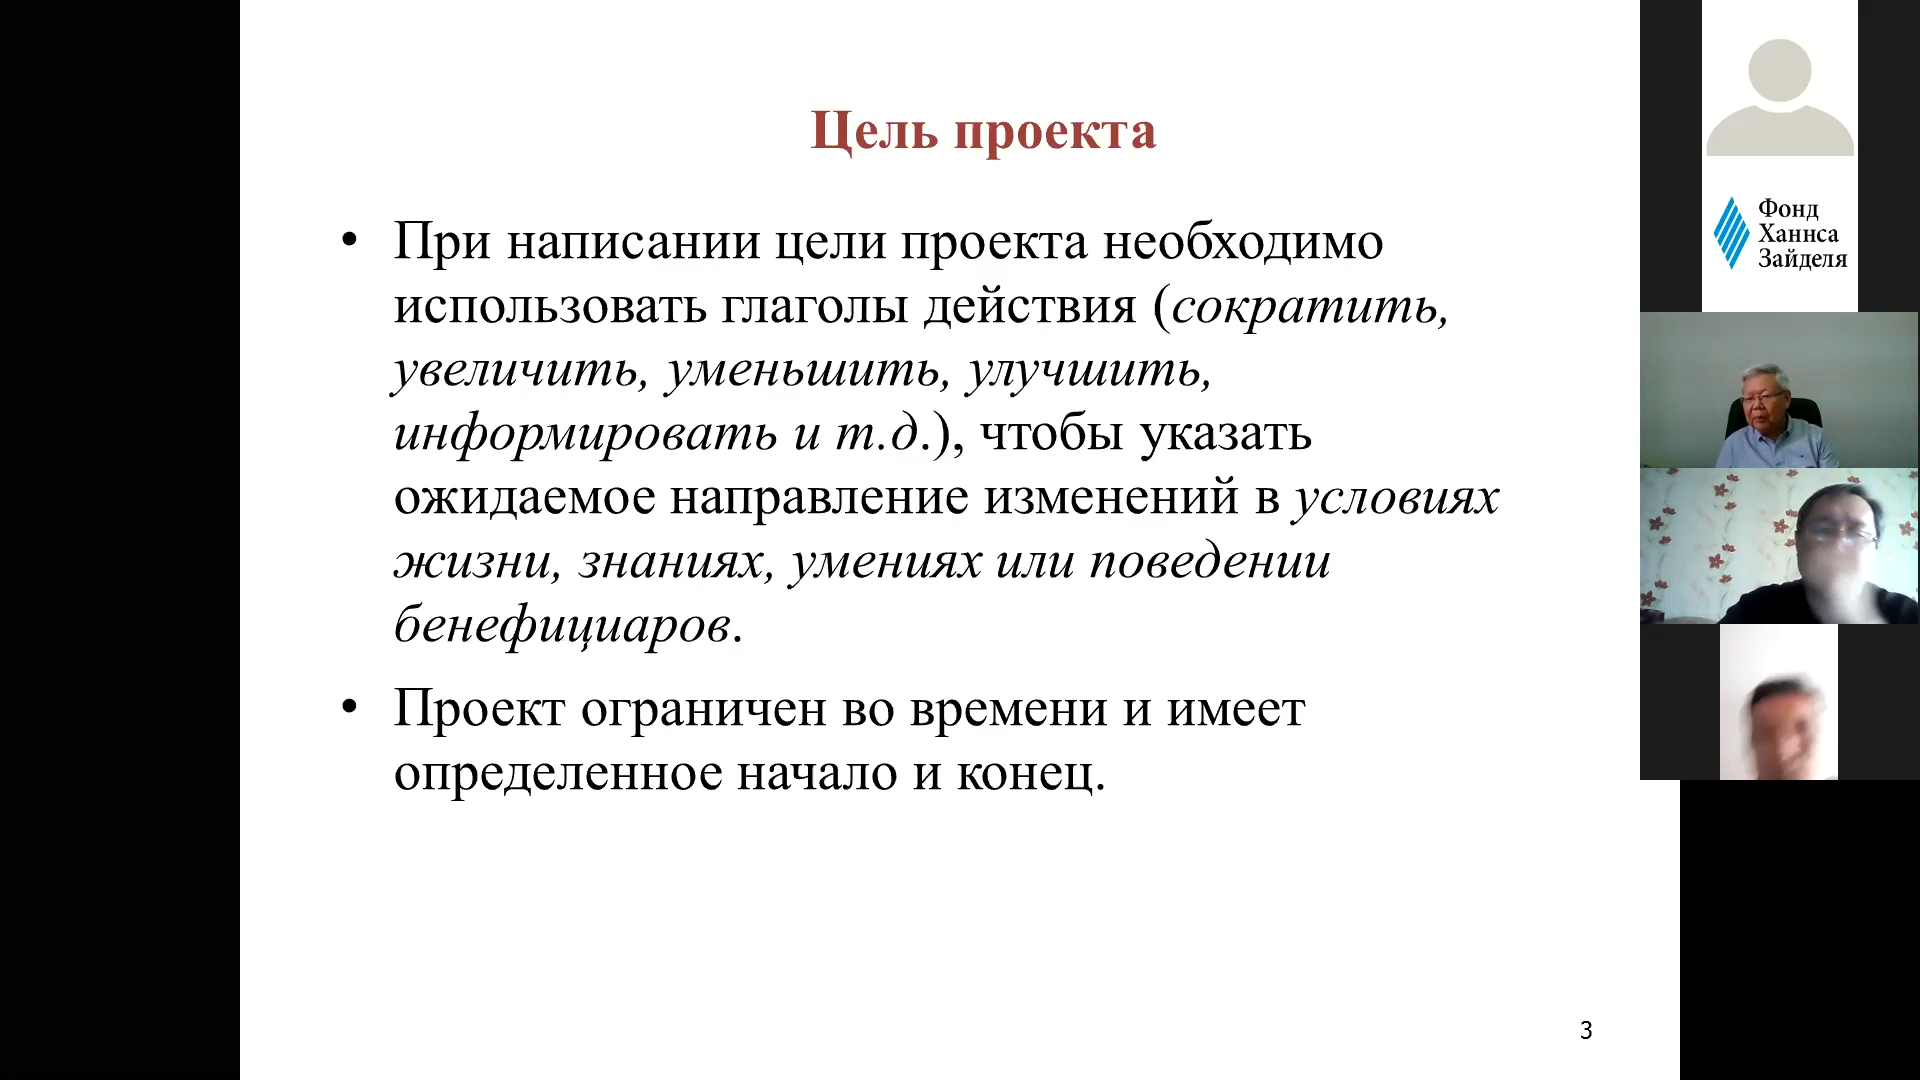 Цель проекта
• При написании цели проекта необходимо
использовать глаголы действия (сократить,
увеличить, уменьшить, улучшить,
информировать и т.д.), чтобы указать
ожидаемое направление изменений в условиях
жизни, знаниях, умениях или поведении
бенефициаров.
• Проект ограничен во времени и имеет
определенное начало и конец.
3
Фонд
Ханнса
Зайделя